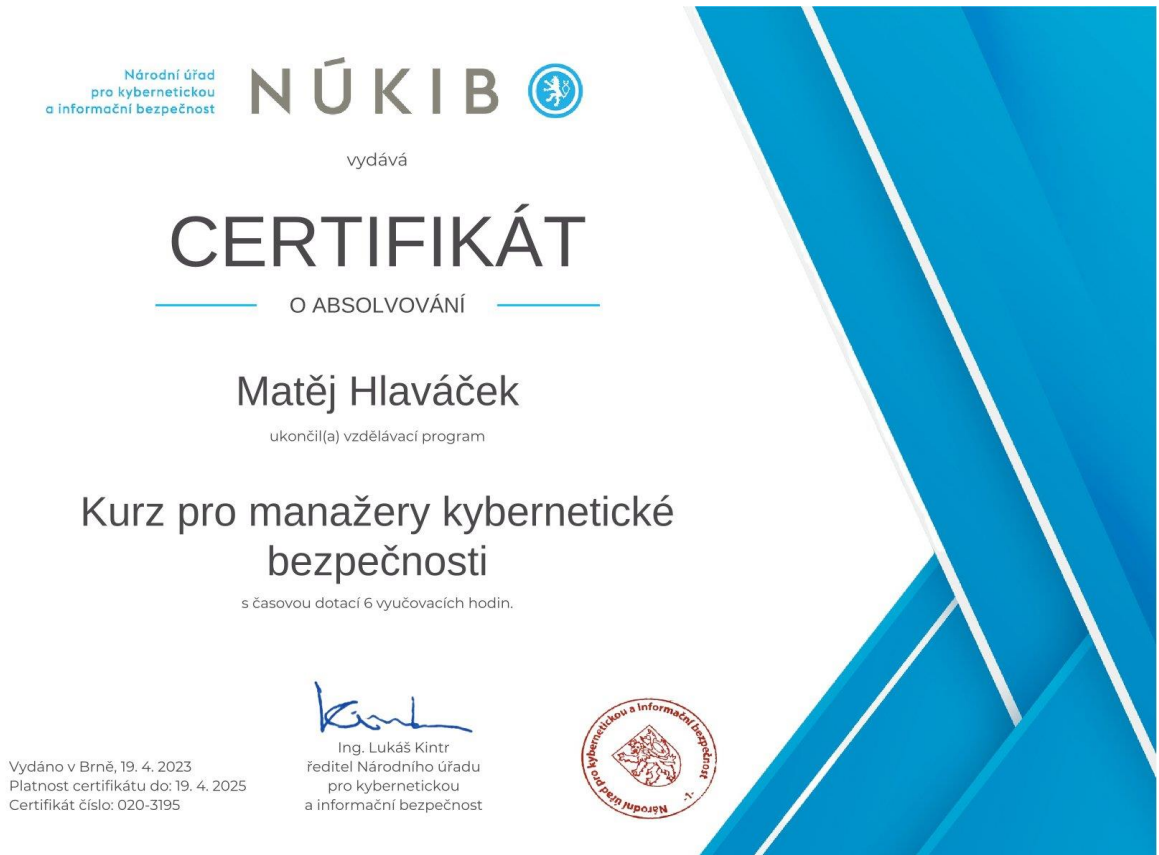 Národní úřad
pro kybernetickou
a informační bezpečnost
NÚKIB
vydává
CERTIFIKÁT
O ABSOLVOVÁNÍ
Matěj Hlaváček
ukončil(a) vzdělávací program
Kurz pro manažery kybernetické
bezpečnosti
s časovou dotací 6 vyučovacích hodin.
Ing. Lukáš Kintr
ředitel Národního úřadu
pro kybernetickou
a informační bezpečnost
Vydáno v Brně, 19. 4. 2023
Platnost certifikátu do: 19. 4. 2025
Certifikát číslo: 020-3195
Národní úřad pro kybernetickou a informační bezpečnost
-1-